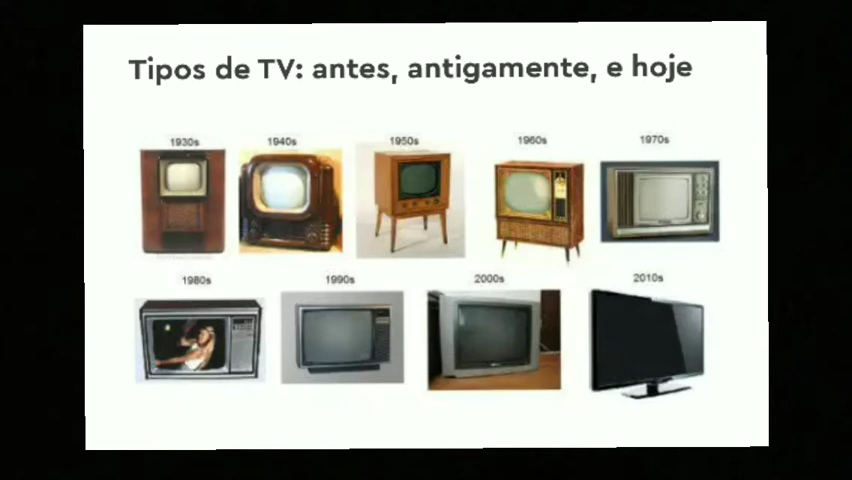 Tipos de TV: antes, antigamente, e hoje
1930s 1940s 1950s 1960s 1970s
1980s 1990s 2000s 2010s